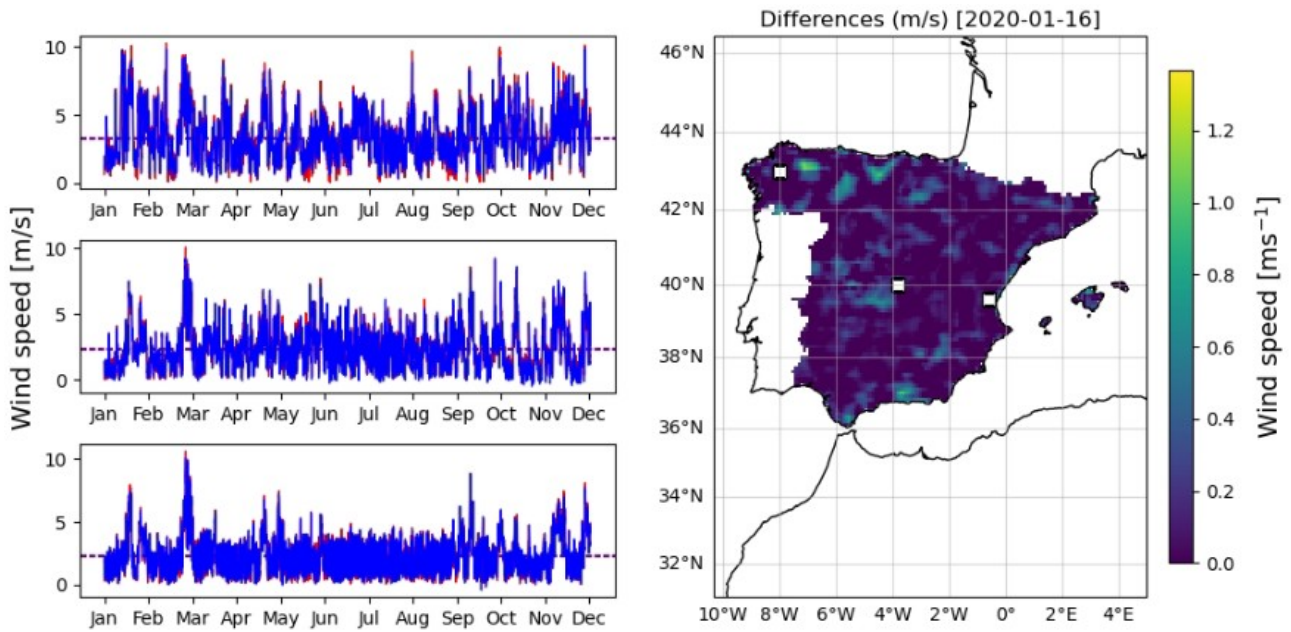 Wind speed [m/s]
10
5
0
Jan Feb Mar Apr May Jun Jul Aug Sep Oct Nov Dec
10
5
0
Jan Feb Mar Apr May Jun Jul Aug Sep Oct Nov Dec
10
5
0
Jan Feb Mar Apr May Jun Jul Aug Sep Oct Nov Dec
Differences (m/s) [2020-01-16]
46°N
44°N
42°N
40°N
38°N
36°N
34°N
32°N
10°W 8°W 6°W 4°W 2°W 0° 2°E 4°E
1.2
1.0
0.8
0.6
0.4
0.2
0.0
Wind speed [ms⁻¹]